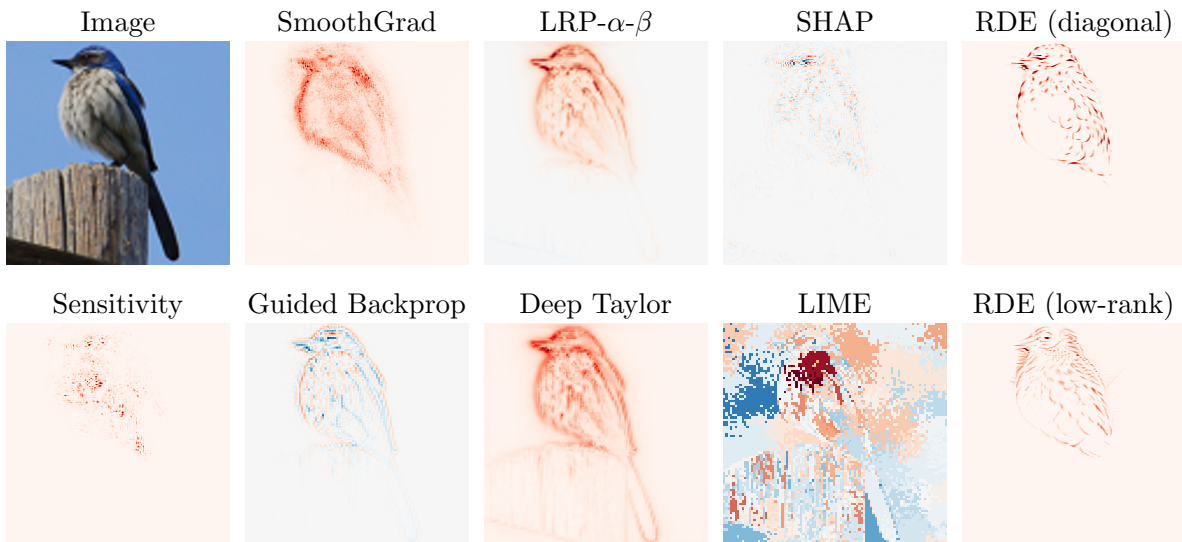 Image
SmoothGrad
LRP-α-β
SHAP
RDE (diagonal)
Sensitivity
Guided Backprop
Deep Taylor
LIME
RDE (low-rank)